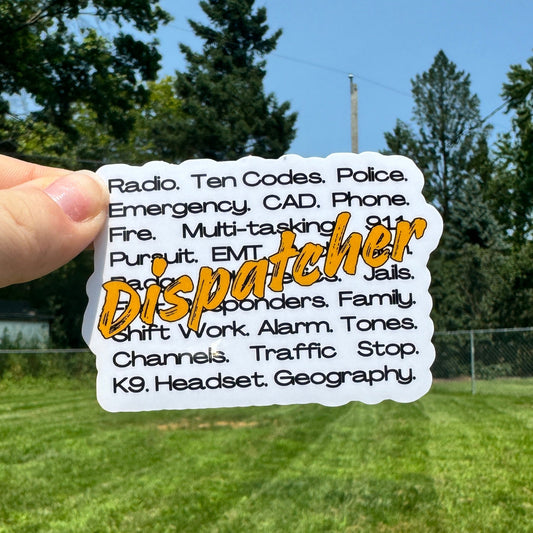 Radio. Ten Codes. Police.
Emergency. CAD. Phone.
Fire. Multi-tasking. 911.
Pursuit. EMT.
Jails.
Family.
Shift Work. Alarm. Tones.
Channels. Traffic Stop.
K9. Headset. Geography.
Dispatcher